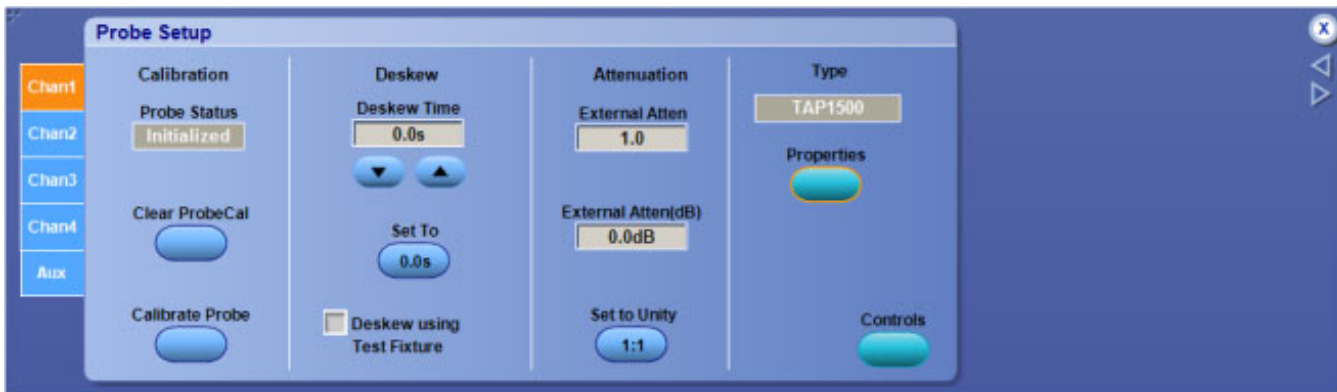 Probe Setup
X
Chan1
Chan2
Chan3
Chan4
Aux
Calibration
Probe Status
Initialized
Clear ProbeCal
Calibrate Probe
Deskew
Deskew Time
0.0s
Set To
0.0s
Deskew using
Test Fixture
Attenuation
External Atten
1.0
External Atten(dB)
0.0dB
Set to Unity
1:1
Type
TAP1500
Properties
Controls